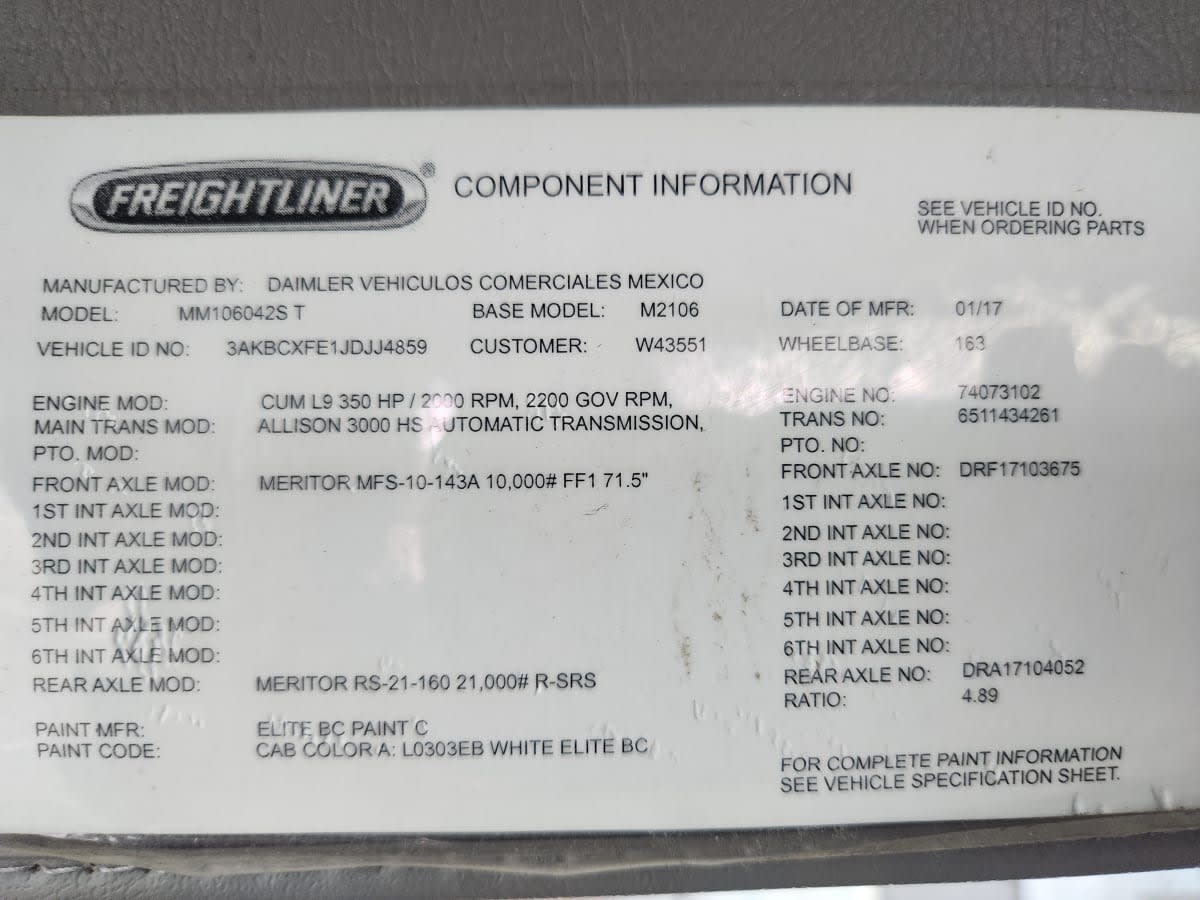 FREIGHTLINER® COMPONENT INFORMATION
SEE VEHICLE ID NO.
WHEN ORDERING PARTS
MANUFACTURED BY: DAIMLER VEHICULOS COMERCIALES MEXICO
MODEL: MM106042S T BASE MODEL: M2106 DATE OF MFR: 01/17
VEHICLE ID NO: 3AKBCXFE1JDJJ4859 CUSTOMER: W43551 WHEELBASE: 163
ENGINE MOD: CUM L9 350 HP / 2000 RPM, 2200 GOV RPM, ENGINE NO: 74073102
MAIN TRANS MOD: ALLISON 3000 HS AUTOMATIC TRANSMISSION, TRANS NO: 6511434261
PTO. MOD: PTO. NO:
FRONT AXLE MOD: MERITOR MFS-10-143A 10,000# FF1 71.5" FRONT AXLE NO: DRF17103675
1ST INT AXLE MOD: 1ST INT AXLE NO:
2ND INT AXLE MOD: 2ND INT AXLE NO:
3RD INT AXLE MOD: 3RD INT AXLE NO:
4TH INT AXLE MOD: 4TH INT AXLE NO:
5TH INT AXLE MOD: 5TH INT AXLE NO:
6TH INT AXLE MOD: 6TH INT AXLE NO:
REAR AXLE MOD: MERITOR RS-21-160 21,000# R-SRS REAR AXLE NO: DRA17104052
RATIO: 4.89
PAINT MFR: ELITE BC PAINT C
PAINT CODE: CAB COLOR A: L0303EB WHITE ELITE BC
FOR COMPLETE PAINT INFORMATION
SEE VEHICLE SPECIFICATION SHEET.